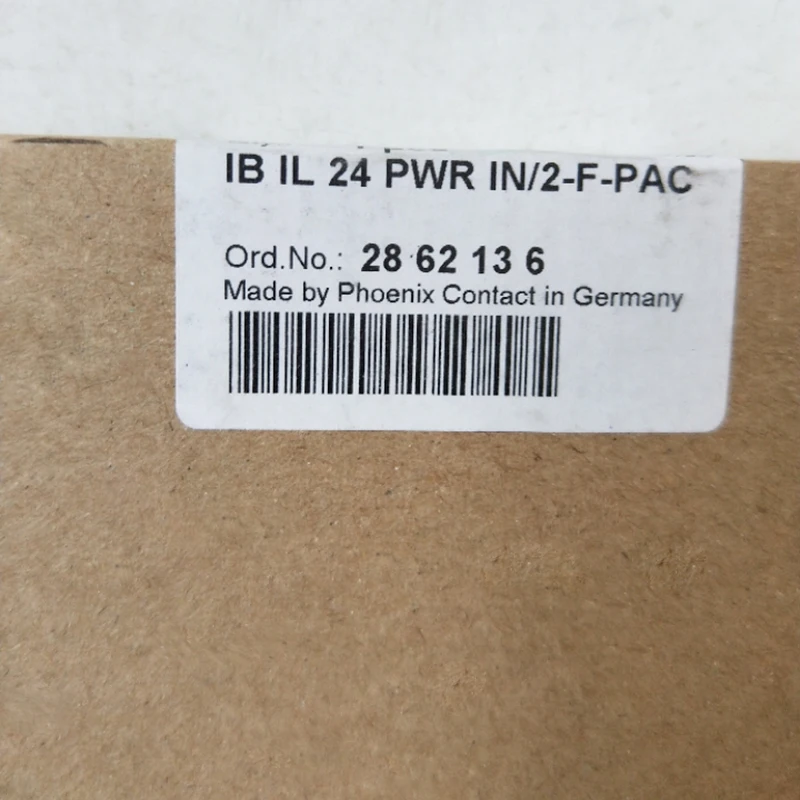 IB IL 24 PWR IN/2-F-PAC
Ord.No.: 28 62 13 6
Made by Phoenix Contact in Germany